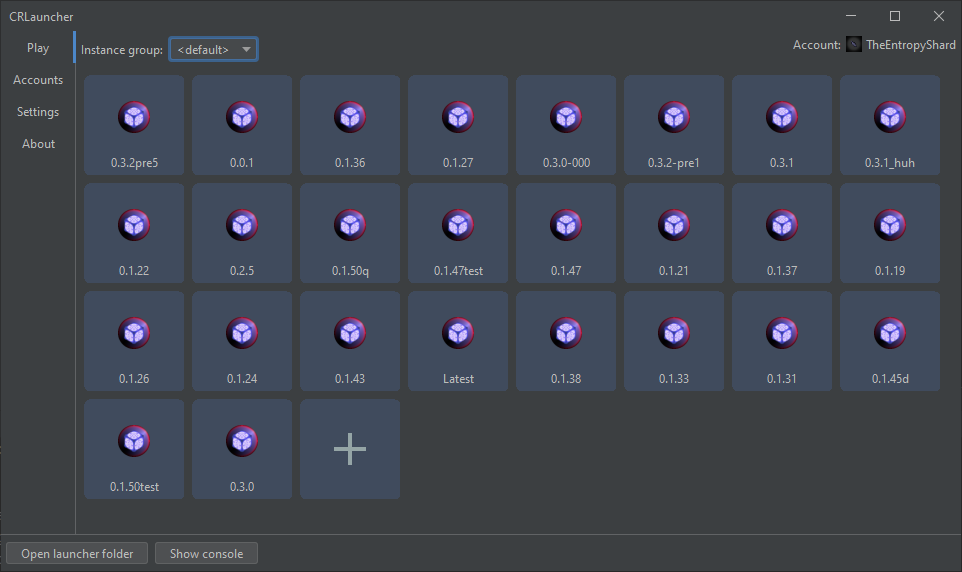 CRLauncher
Play
Accounts
Settings
About
Instance group: <default>
Account: TheEntropyShard
0.3.2pre5 0.0.1 0.1.36 0.1.27 0.3.0-000 0.3.2-pre1 0.3.1 0.3.1_huh
0.1.22 0.2.5 0.1.50q 0.1.47test 0.1.47 0.1.21 0.1.37 0.1.19
0.1.26 0.1.24 0.1.43 Latest 0.1.38 0.1.33 0.1.31 0.1.45d
0.1.50test 0.3.0
Open launcher folder Show console